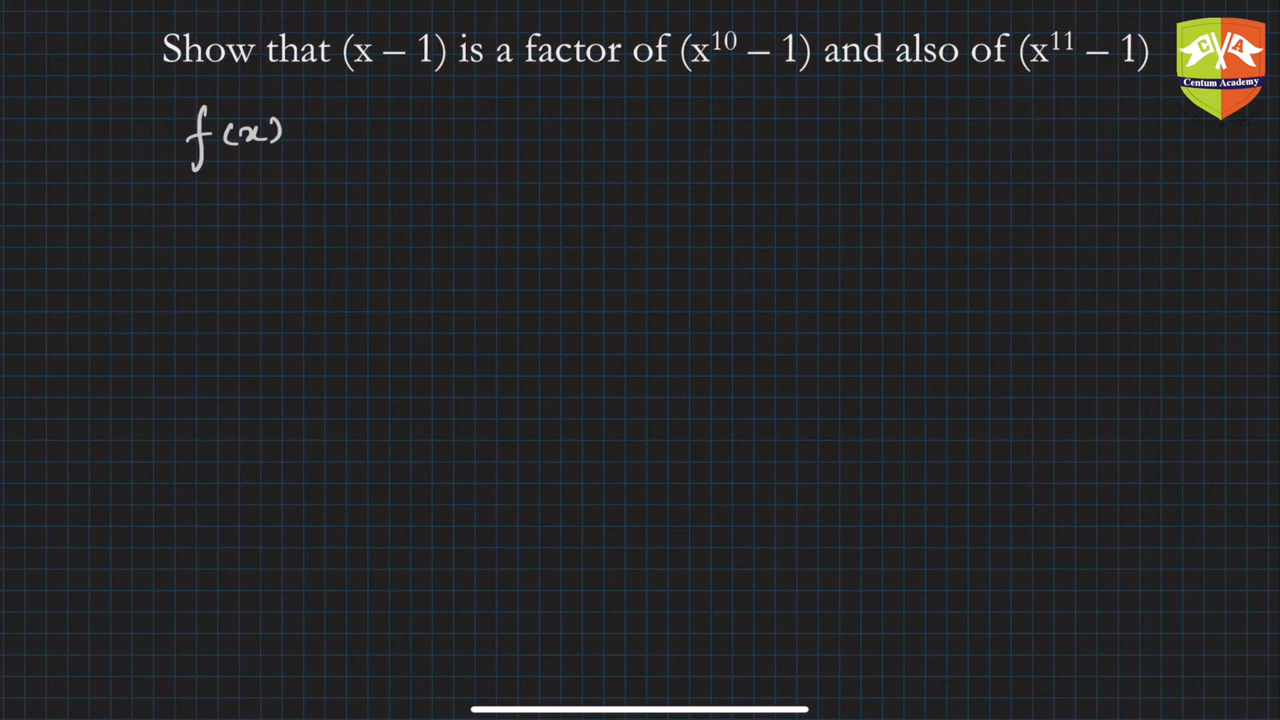 Show that (x – 1) is a factor of (x¹⁰ – 1) and also of (x¹¹ – 1)
C A
Centum Academy
f(x)